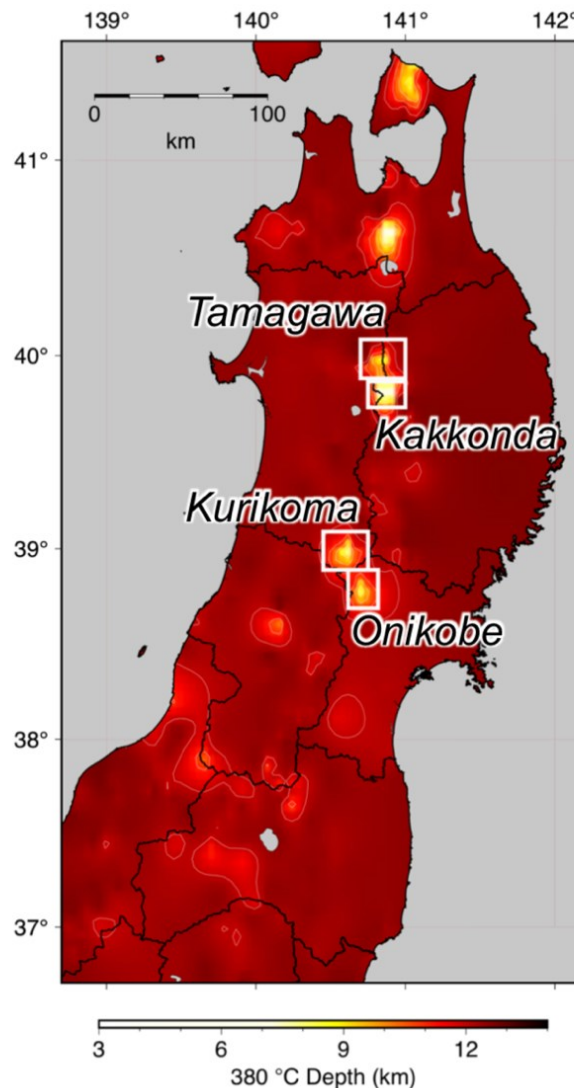 139° 140° 141° 142°
0 100
km
41°
Tamagawa
40°
Kakkonda
Kurikoma
39°
Onikobe
38°
37°
3 6 9 12
380 °C Depth (km)